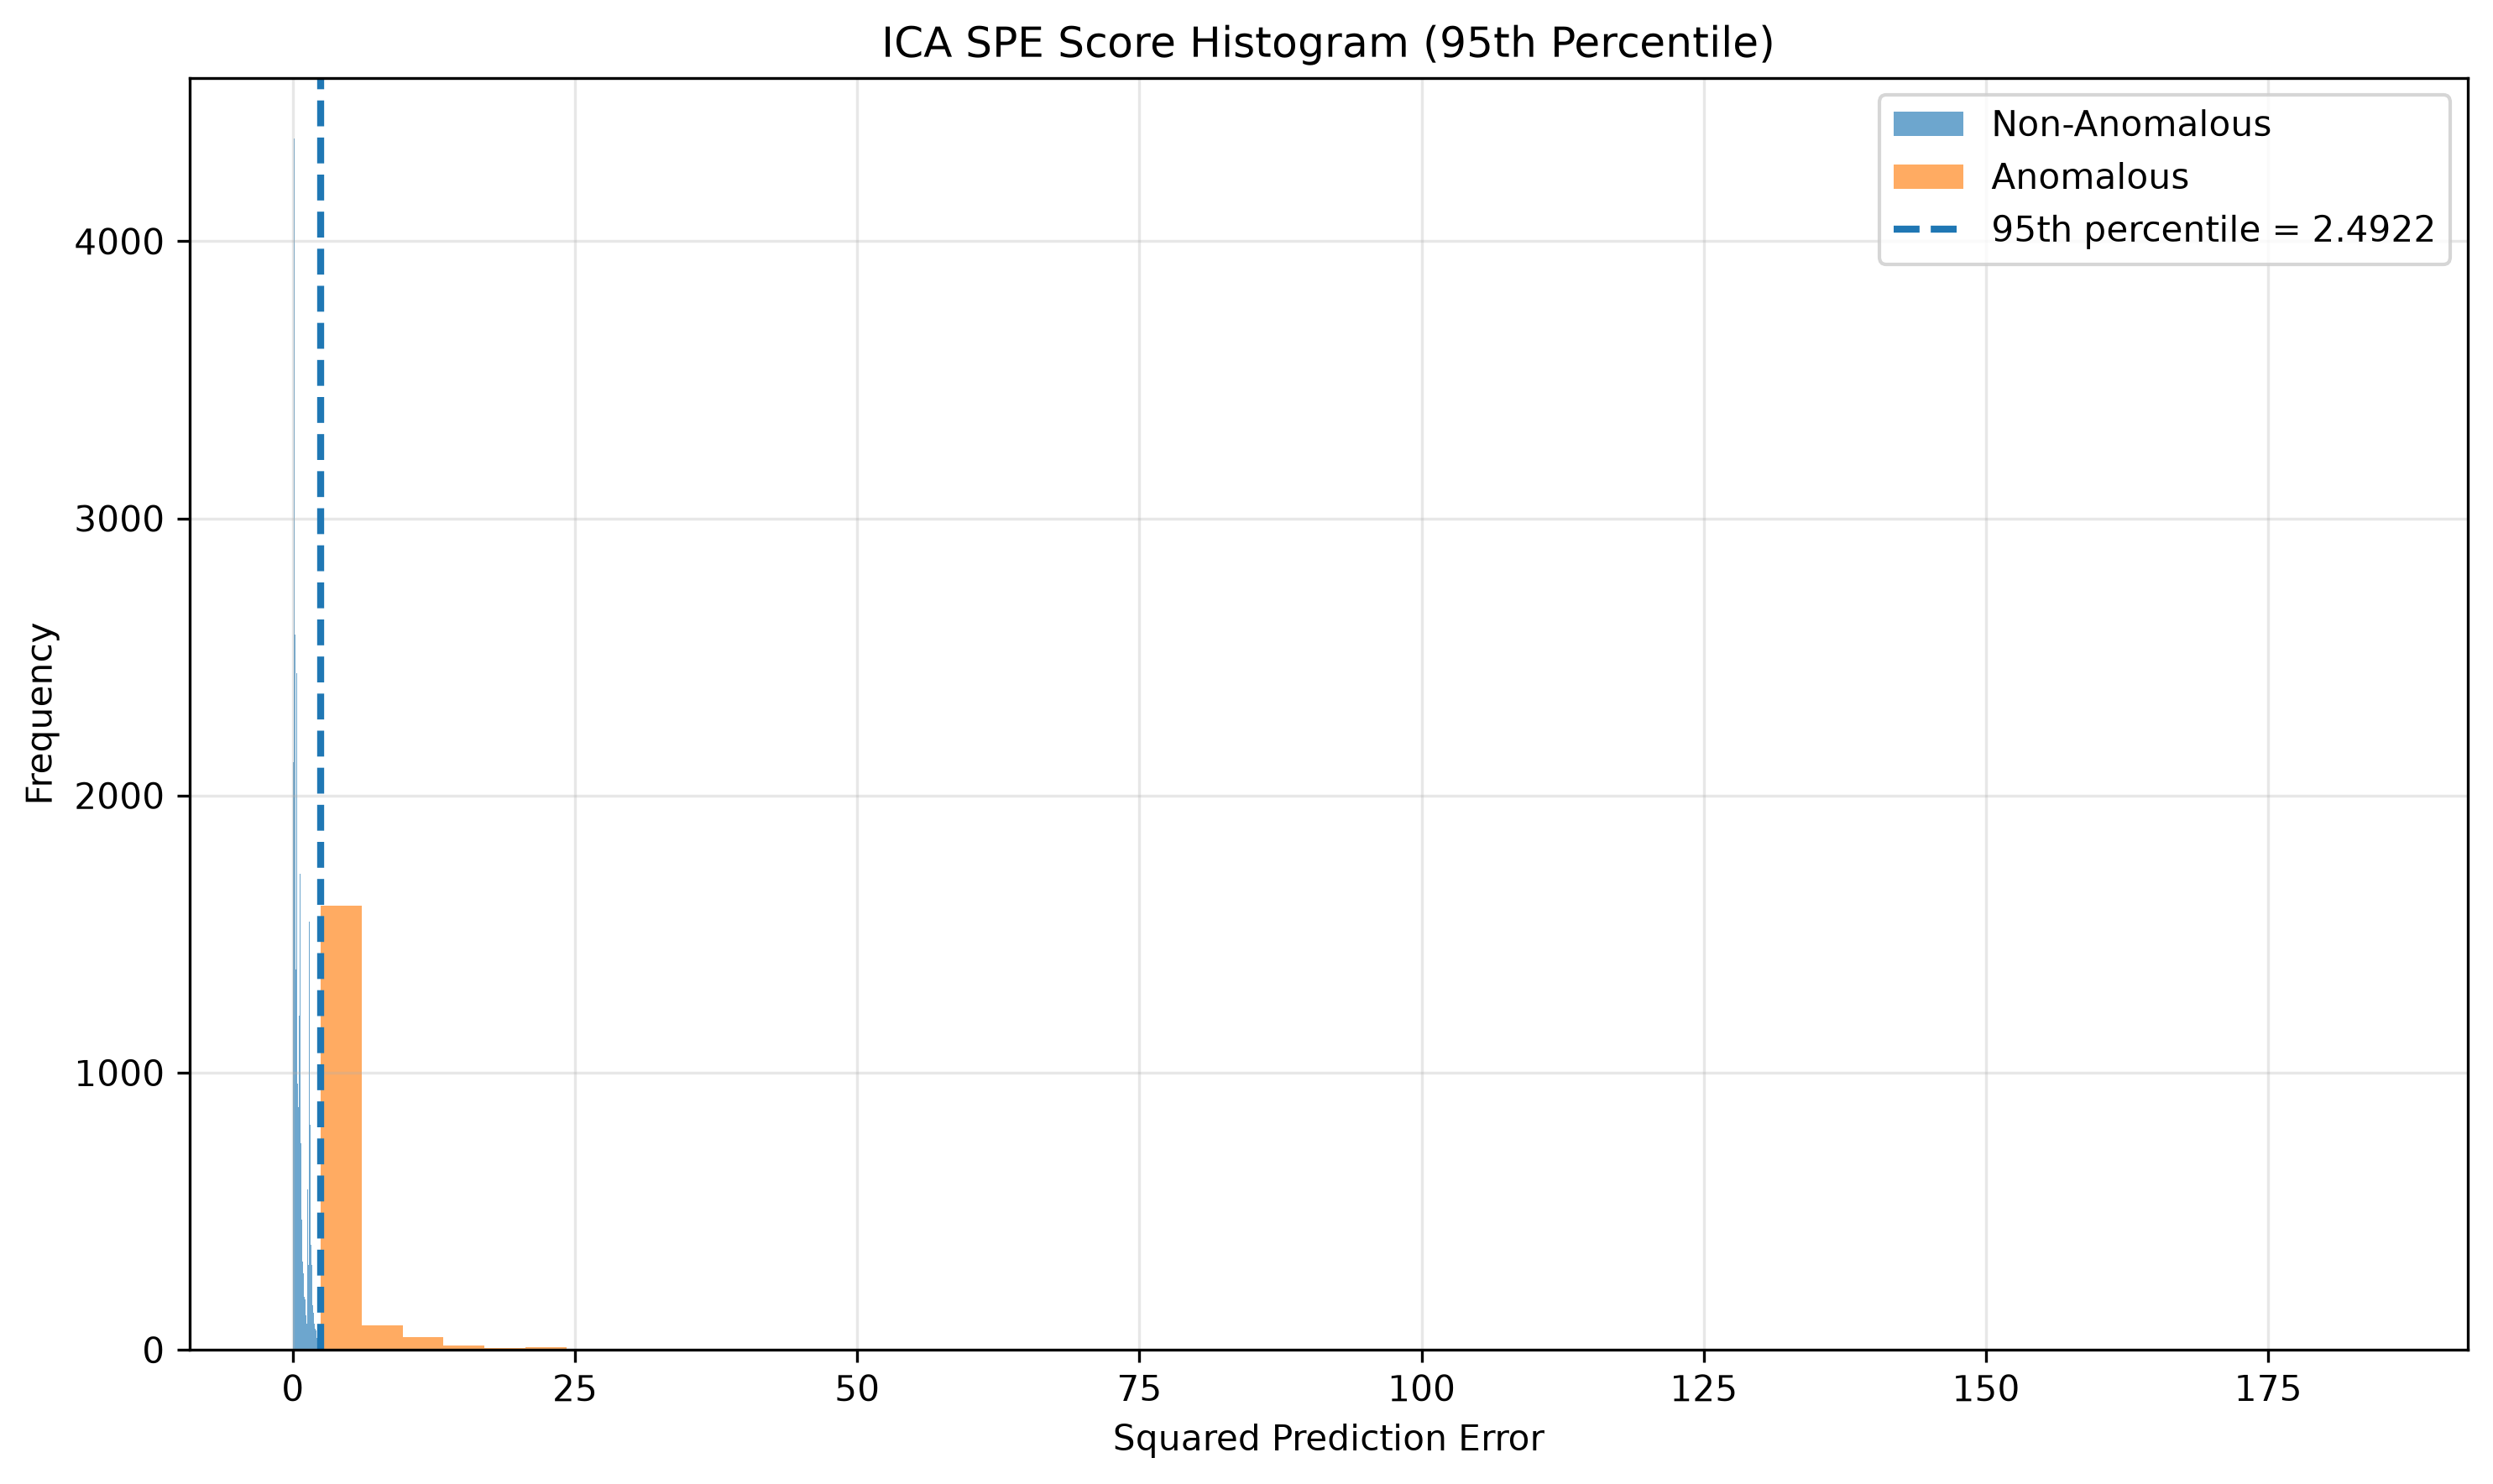 ICA SPE Score Histogram (95th Percentile)
Non-Anomalous
Anomalous
95th percentile = 2.4922
Frequency
4000
3000
2000
1000
0
0 25 50 75 100 125 150 175
Squared Prediction Error